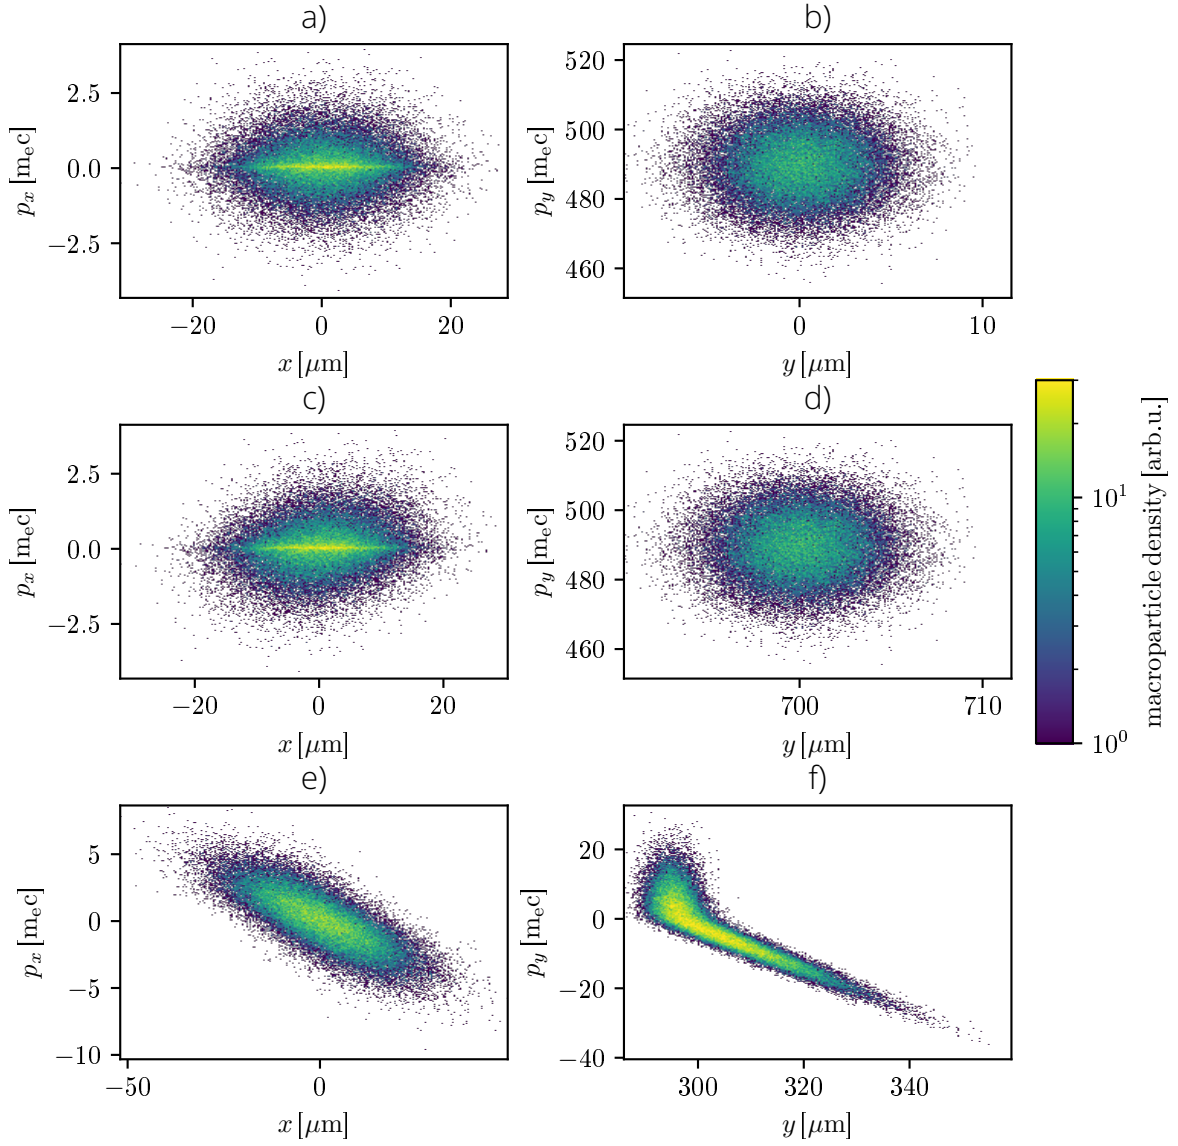 a)
b)
2.5
0.0
−2.5
p_x [m_e c]
−20
0
20
x [μm]
520
500
480
460
p_y [m_e c]
0
10
y [μm]
c)
d)
2.5
0.0
−2.5
p_x [m_e c]
−20
0
20
x [μm]
520
500
480
460
p_y [m_e c]
700
710
y [μm]
10^1
10^0
macroparticle density [arb.u.]
e)
f)
5
0
−5
−10
p_x [m_e c]
−50
0
x [μm]
20
0
−20
−40
p_y [m_e c]
300
320
340
y [μm]